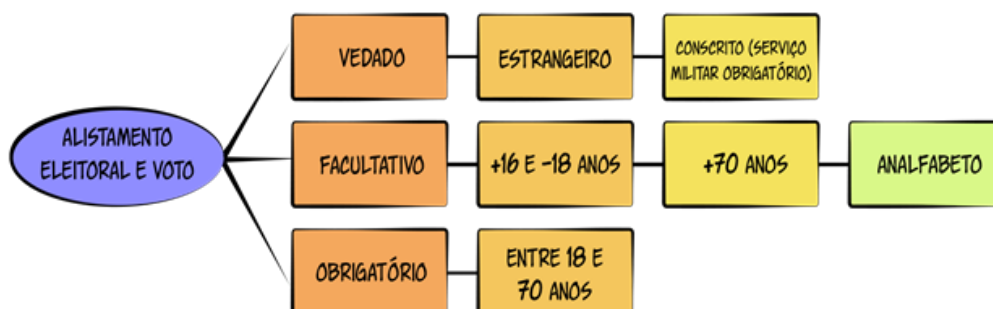 ALISTAMENTO
ELEITORAL E VOTO
VEDADO
ESTRANGEIRO
CONSCRITO (SERVIÇO
MILITAR OBRIGATÓRIO)
FACULTATIVO
+16 E -18 ANOS
+70 ANOS
ANALFABETO
OBRIGATÓRIO
ENTRE 18 E
70 ANOS